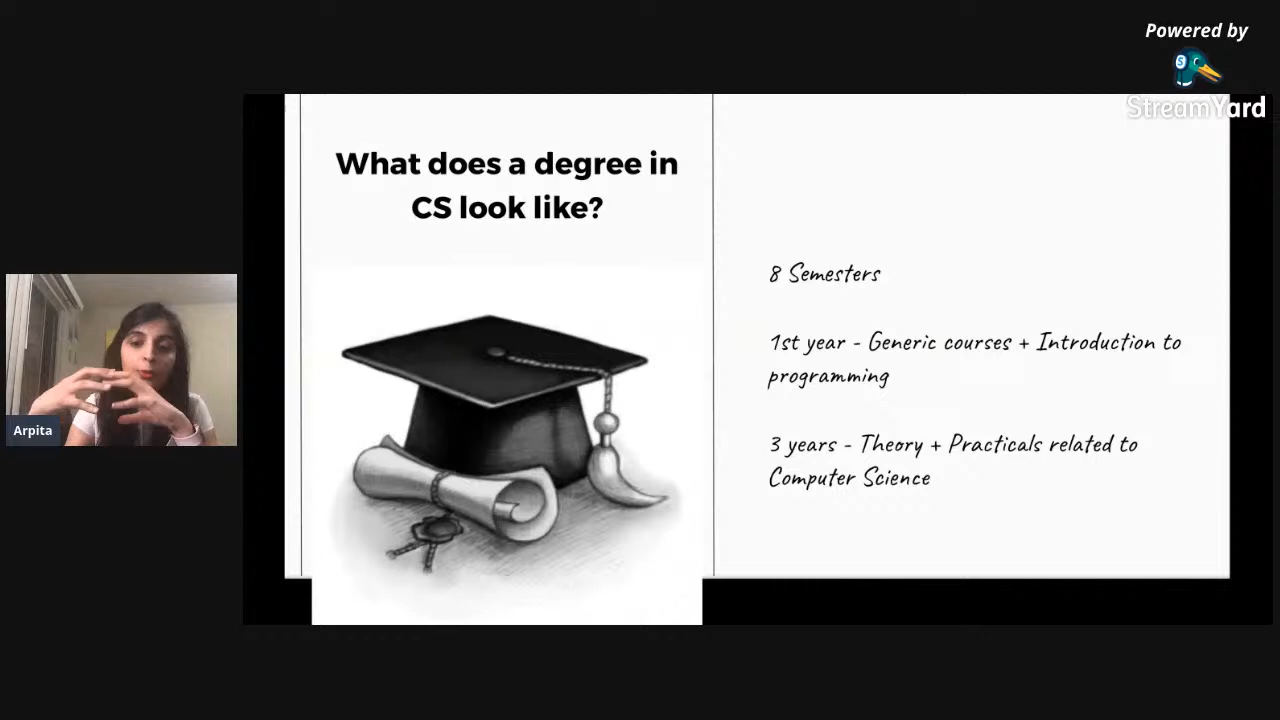 Powered by
StreamYard
What does a degree in
CS look like?
8 Semesters
1st year - Generic courses + Introduction to
programming
3 years - Theory + Practicals related to
Computer Science
Arpita